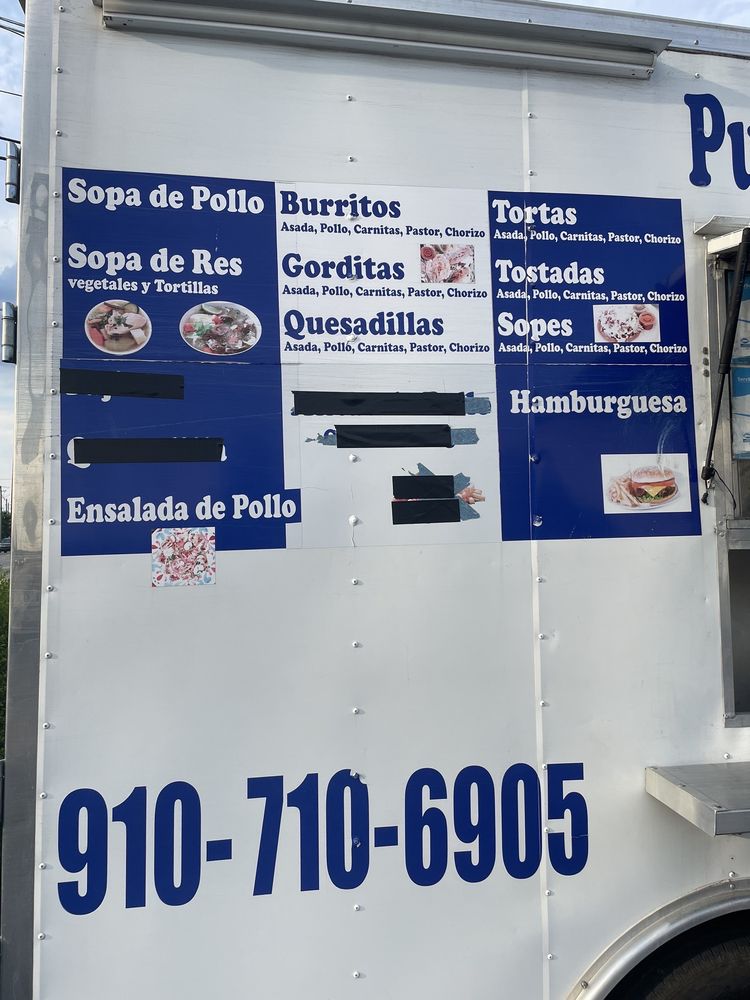 Pu
Sopa de Pollo
Sopa de Res
vegetales y Tortillas
Ensalada de Pollo
Burritos
Asada, Pollo, Carnitas, Pastor, Chorizo
Gorditas
Asada, Pollo, Carnitas, Pastor, Chorizo
Quesadillas
Asada, Pollo, Carnitas, Pastor, Chorizo
Tortas
Asada, Pollo, Carnitas, Pastor, Chorizo
Tostadas
Asada, Pollo, Carnitas, Pastor, Chorizo
Sopes
Asada, Pollo, Carnitas, Pastor, Chorizo
Hamburguesa
910-710-6905